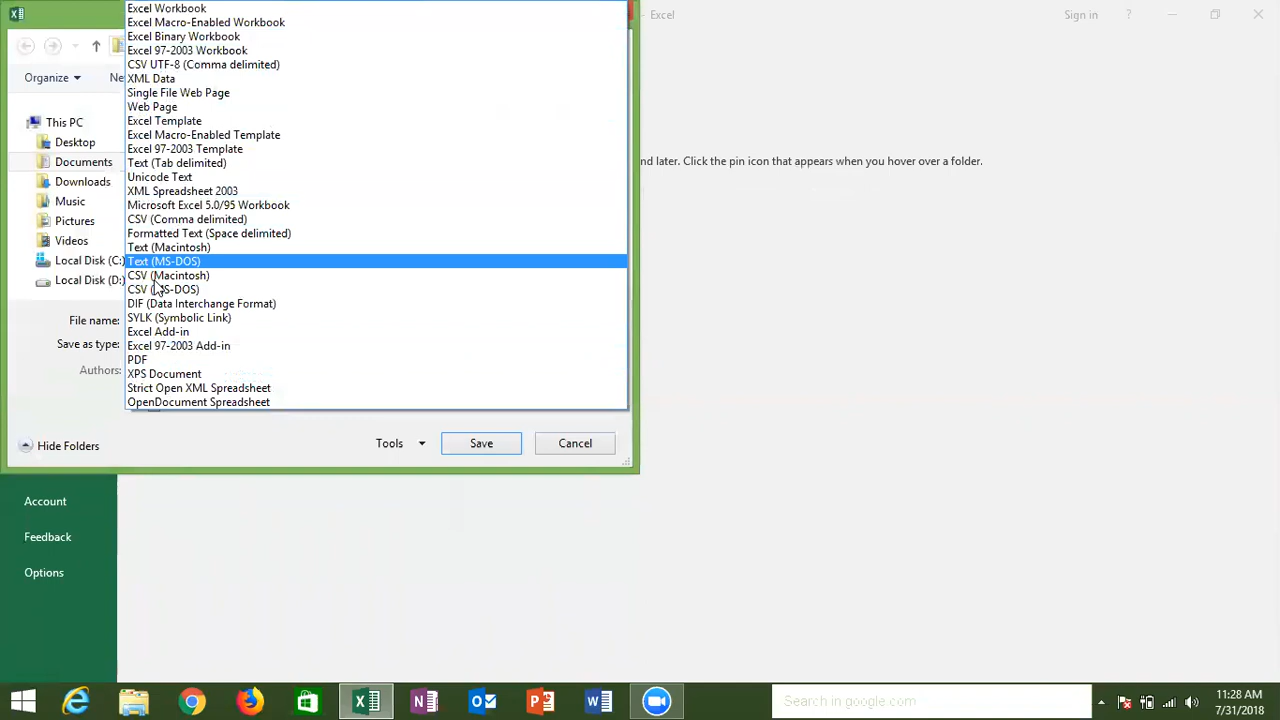 - Excel
Sign in
?
Excel Workbook
Excel Macro-Enabled Workbook
Excel Binary Workbook
Excel 97-2003 Workbook
CSV UTF-8 (Comma delimited)
XML Data
Single File Web Page
Web Page
Excel Template
Excel Macro-Enabled Template
Excel 97-2003 Template
Text (Tab delimited)
Unicode Text
XML Spreadsheet 2003
Microsoft Excel 5.0/95 Workbook
CSV (Comma delimited)
Formatted Text (Space delimited)
Text (Macintosh)
Text (MS-DOS)
CSV (Macintosh)
CSV (MS-DOS)
DIF (Data Interchange Format)
SYLK (Symbolic Link)
Excel Add-in
Excel 97-2003 Add-in
PDF
XPS Document
Strict Open XML Spreadsheet
OpenDocument Spreadsheet
Organize
This PC
Desktop
Documents
Downloads
Music
Pictures
Videos
Local Disk (C:)
Local Disk (D:)
File name:
Save as type:
Authors:
nd later. Click the pin icon that appears when you hover over a folder.
Hide Folders
Tools
Save
Cancel
Account
Feedback
Options
Search in google.com
11:28 AM
7/31/2018